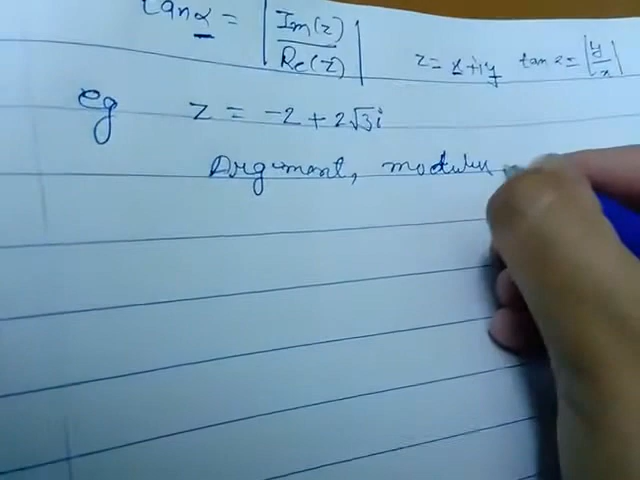 tan α = |Im(z)/Re(z)| z = x+iy tan α = |y/x|
eg z = -2 + 2√3i
Argument, modulus